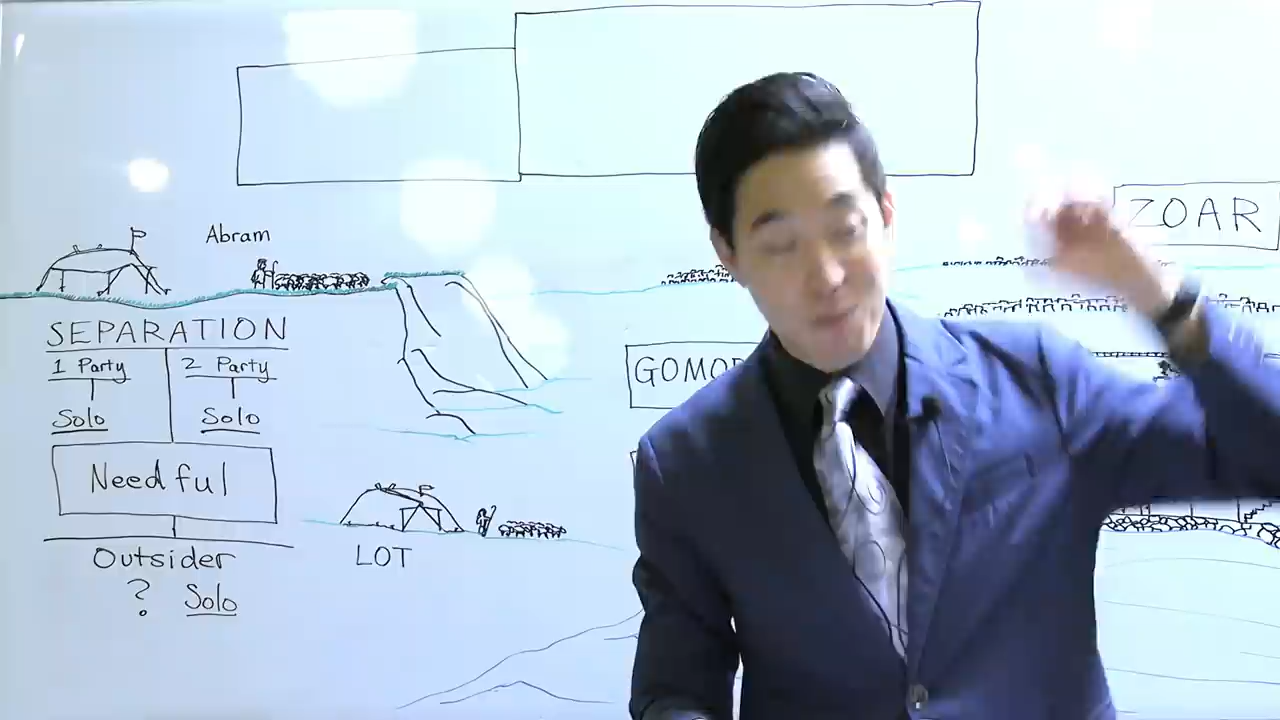 Abram
ZOAR
SEPARATION
1 Party 2 Party
Solo Solo
Needful
Outsider
? Solo
LOT